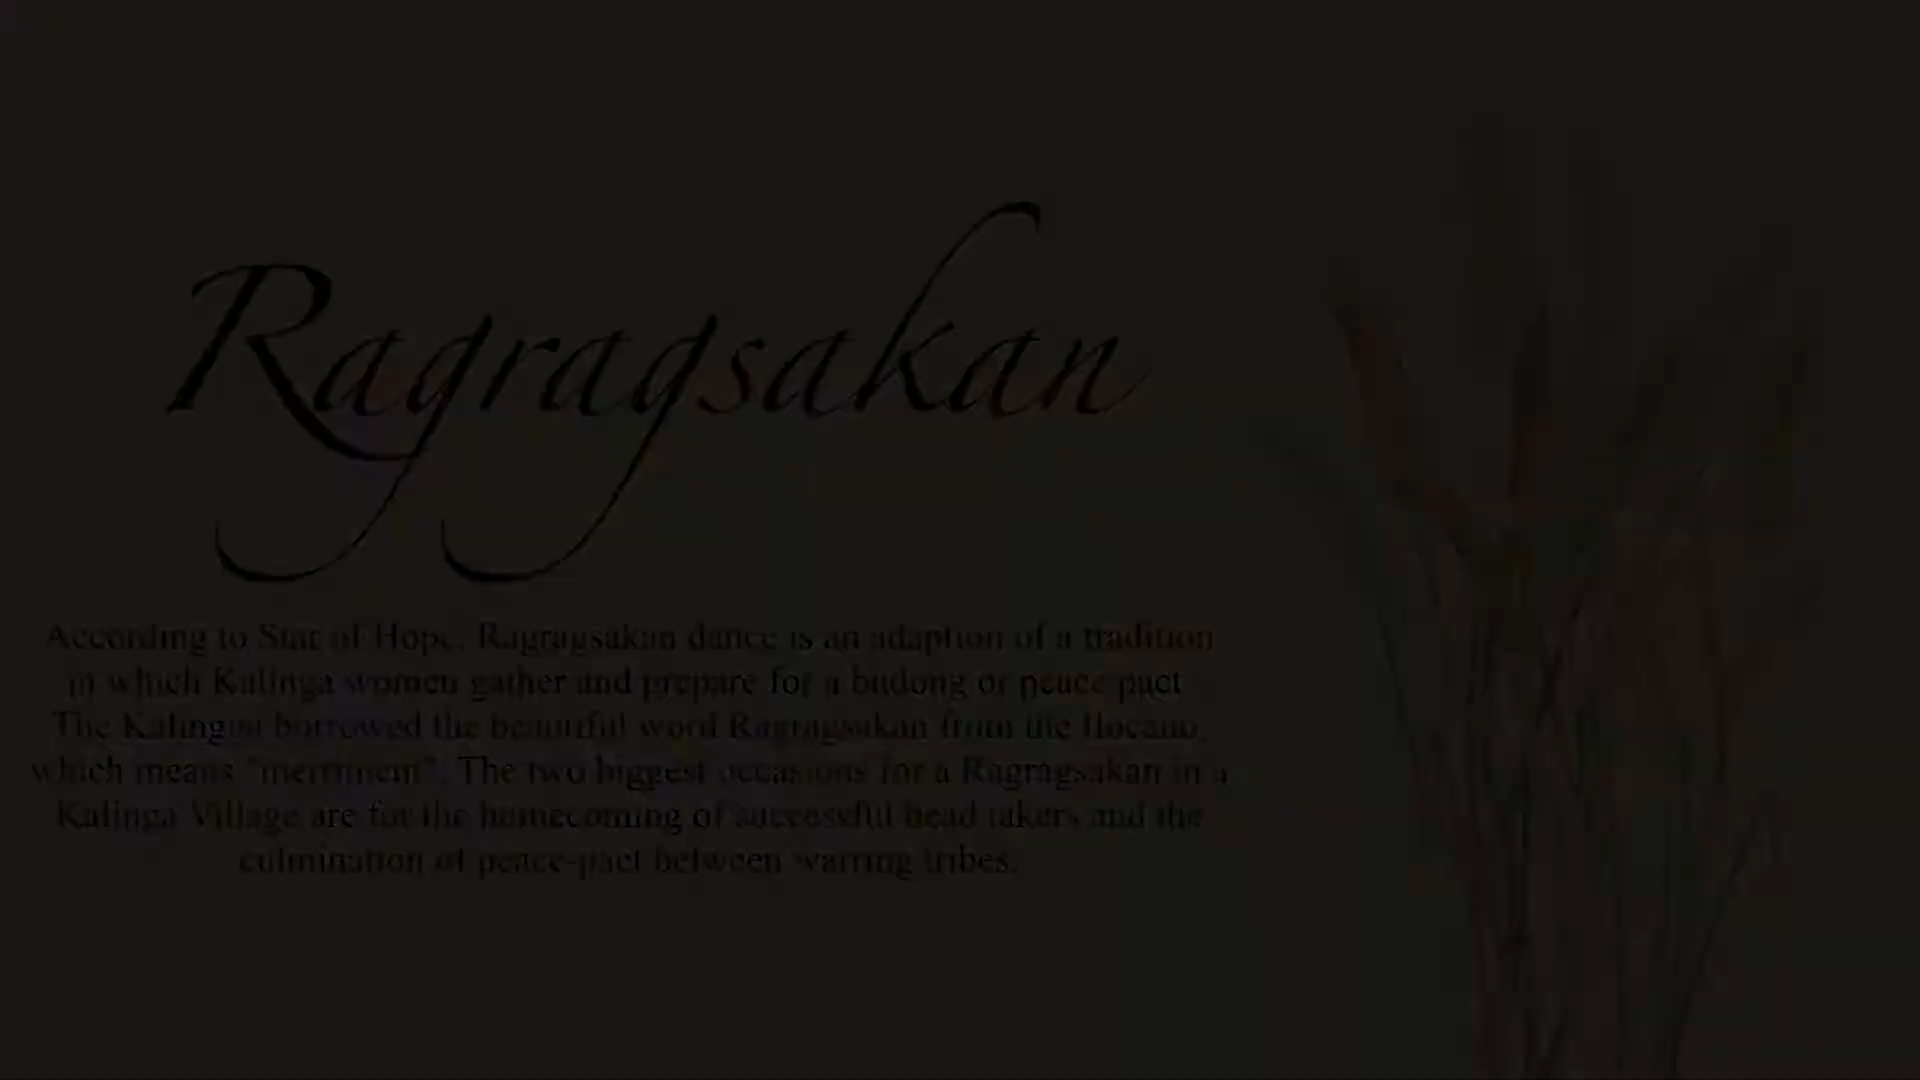 Ragragsakan
According to Star of Hope, Ragragsakan dance is an adaption of a tradition
in which Kalinga women gather and prepare for a budong or peace pact
The Kalingas borrowed the beautiful word Ragragsakan from the Ilocano,
which means "merriment". The two biggest occasions for a Ragragsakan in a
Kalinga Village are for the homecoming of successful head takers and the
culmination of peace-pact between warring tribes.